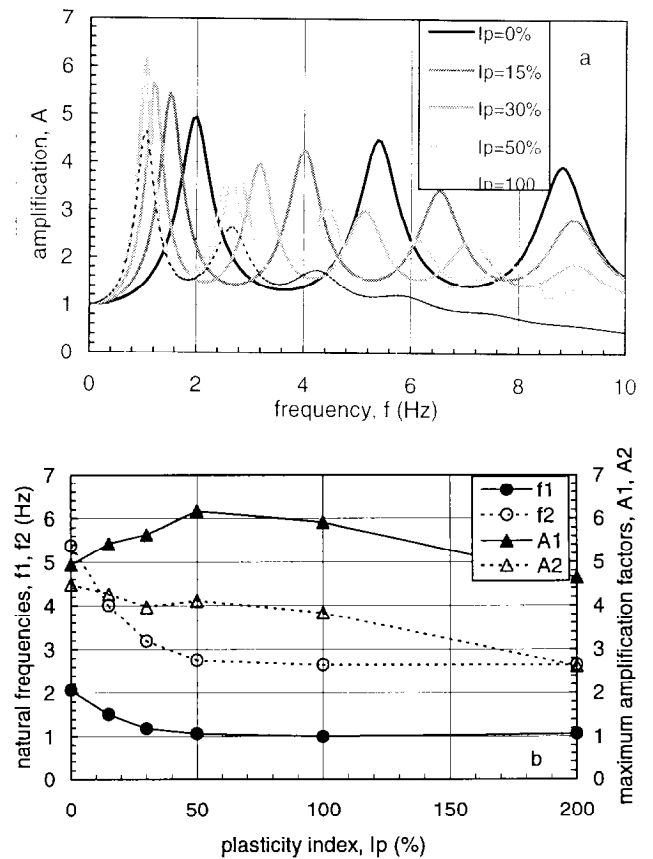 7
Ip=0%
a
6
Ip=15%
5
Ip=30%
4
Ip=50%
3
Ip=100
2
1
0
amplification, A
0 2 4 6 8 10
frequency, f (Hz)
7 7
f1
6 6
f2
A1
5 5
A2
4 4
3 3
2 2
1 1
b
0 0
natural frequencies, f1, f2 (Hz)
maximum amplification factors, A1, A2
0 50 100 150 200
plasticity index, Ip (%)